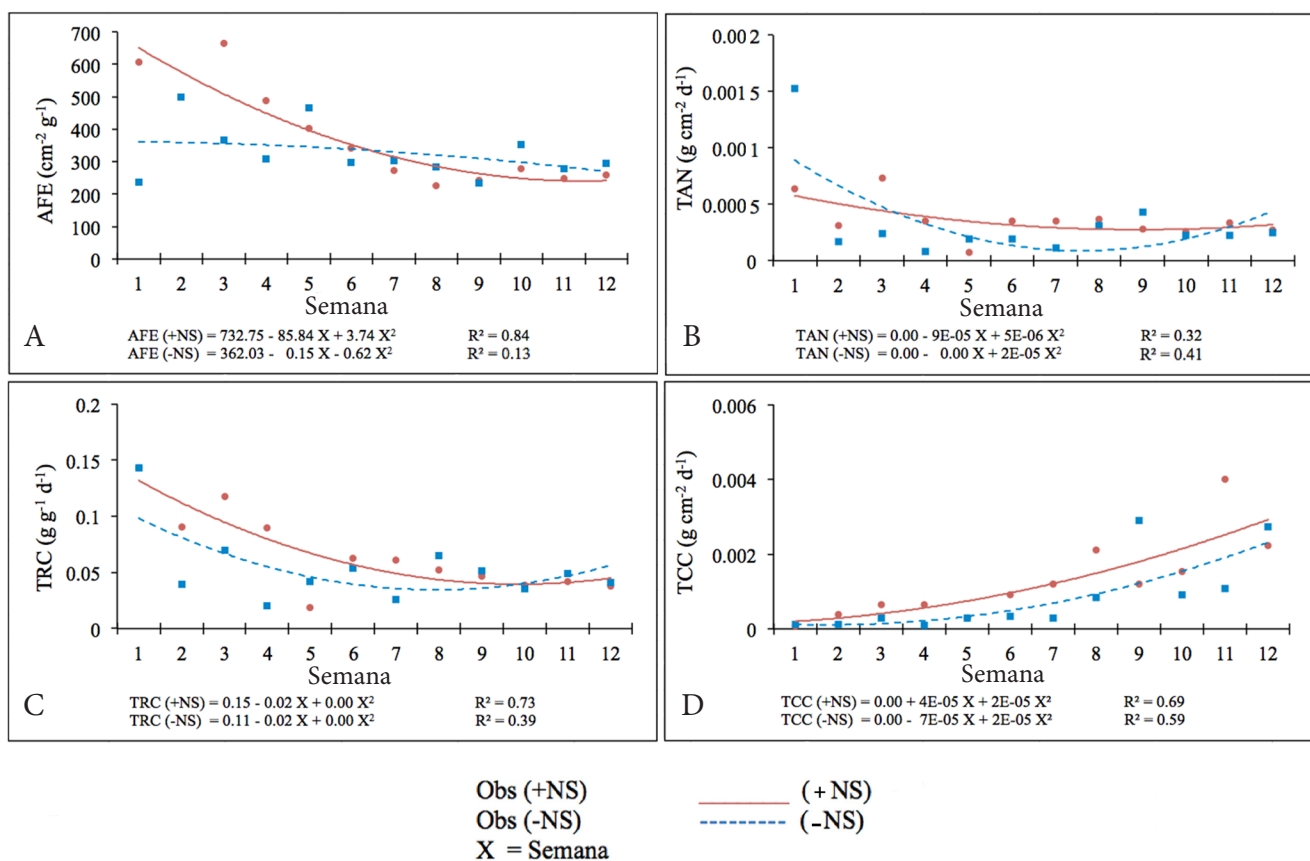 700
600
500
400
300
200
100
0
AFE (cm⁻² g⁻¹)
1 2 3 4 5 6 7 8 9 10 11 12
Semana
A
AFE (+NS) = 732.75 - 85.84 X + 3.74 X² R² = 0.84
AFE (-NS) = 362.03 - 0.15 X - 0.62 X² R² = 0.13
0.002
0.0015
0.001
0.0005
0
TAN (g cm⁻² d⁻¹)
1 2 3 4 5 6 7 8 9 10 11 12
Semana
B
TAN (+NS) = 0.00 - 9E-05 X + 5E-06 X² R² = 0.32
TAN (-NS) = 0.00 - 0.00 X + 2E-05 X² R² = 0.41
0.2
0.15
0.1
0.05
0
TRC (g g⁻¹ d⁻¹)
1 2 3 4 5 6 7 8 9 10 11 12
Semana
C
TRC (+NS) = 0.15 - 0.02 X + 0.00 X² R² = 0.73
TRC (-NS) = 0.11 - 0.02 X + 0.00 X² R² = 0.39
0.006
0.004
0.002
0
TCC (g cm⁻² d⁻¹)
1 2 3 4 5 6 7 8 9 10 11 12
Semana
D
TCC (+NS) = 0.00 + 4E-05 X + 2E-05 X² R² = 0.69
TCC (-NS) = 0.00 - 7E-05 X + 2E-05 X² R² = 0.59
Obs (+NS) (+NS)
Obs (-NS) (-NS)
X = Semana